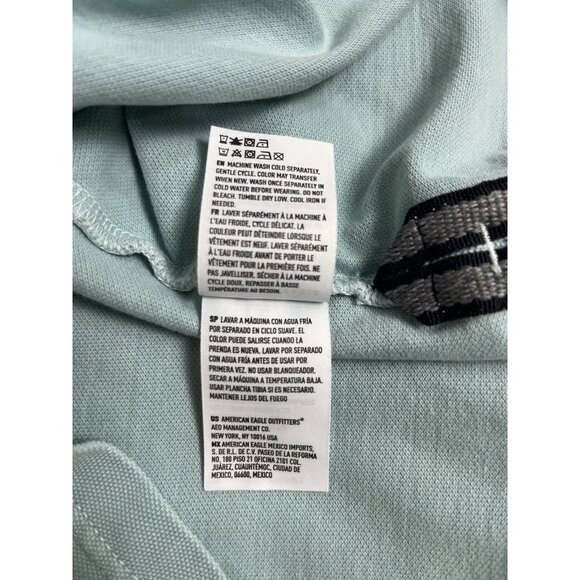 EN MACHINE WASH COLD SEPARATELY,
GENTLE CYCLE. COLOR MAY TRANSFER
WHEN NEW. WASH ONCE SEPARATELY IN
COLD WATER BEFORE WEARING. DO NOT
BLEACH. TUMBLE DRY LOW. COOL IRON IF
NEEDED.
FR LAVER SÉPARÉMENT À LA MACHINE À
L'EAU FROIDE, CYCLE DÉLICAT. LA
COULEUR PEUT DÉTEINDRE LORSQUE LE
VÊTEMENT EST NEUF. LAVER SÉPARÉMENT
À L'EAU FROIDE AVANT DE PORTER CE
VÊTEMENT POUR LA PREMIÈRE FOIS. NE
PAS JAVELLISER. SÉCHER À LA MACHINE
CYCLE DOUX. REPASSER À BASSE
TEMPÉRATURE AU BESOIN.
SP LAVAR A MÁQUINA CON AGUA FRÍA
POR SEPARADO EN CICLO SUAVE. EL
COLOR PUEDE SALIRSE CUANDO LA
PRENDA ES NUEVA. LAVAR POR SEPARADO
CON AGUA FRÍA ANTES DE USAR POR
PRIMERA VEZ. NO USAR BLANQUEADOR.
SECAR A MÁQUINA A TEMPERATURA BAJA.
USAR PLANCHA TIBIA SI ES NECESARIO.
MANTENER LEJOS DEL FUEGO
US AMERICAN EAGLE OUTFITTERS®
AEO MANAGEMENT CO.
NEW YORK, NY 10016 USA
MX AMERICAN EAGLE MEXICO IMPORTS,
S. DE R.L. DE C.V. PASEO DE LA REFORMA
NO. 180 PISO 21 OFICINA 2101 COL.
JUÁREZ, CUAUHTÉMOC, CIUDAD DE
MÉXICO, 06600, MEXICO